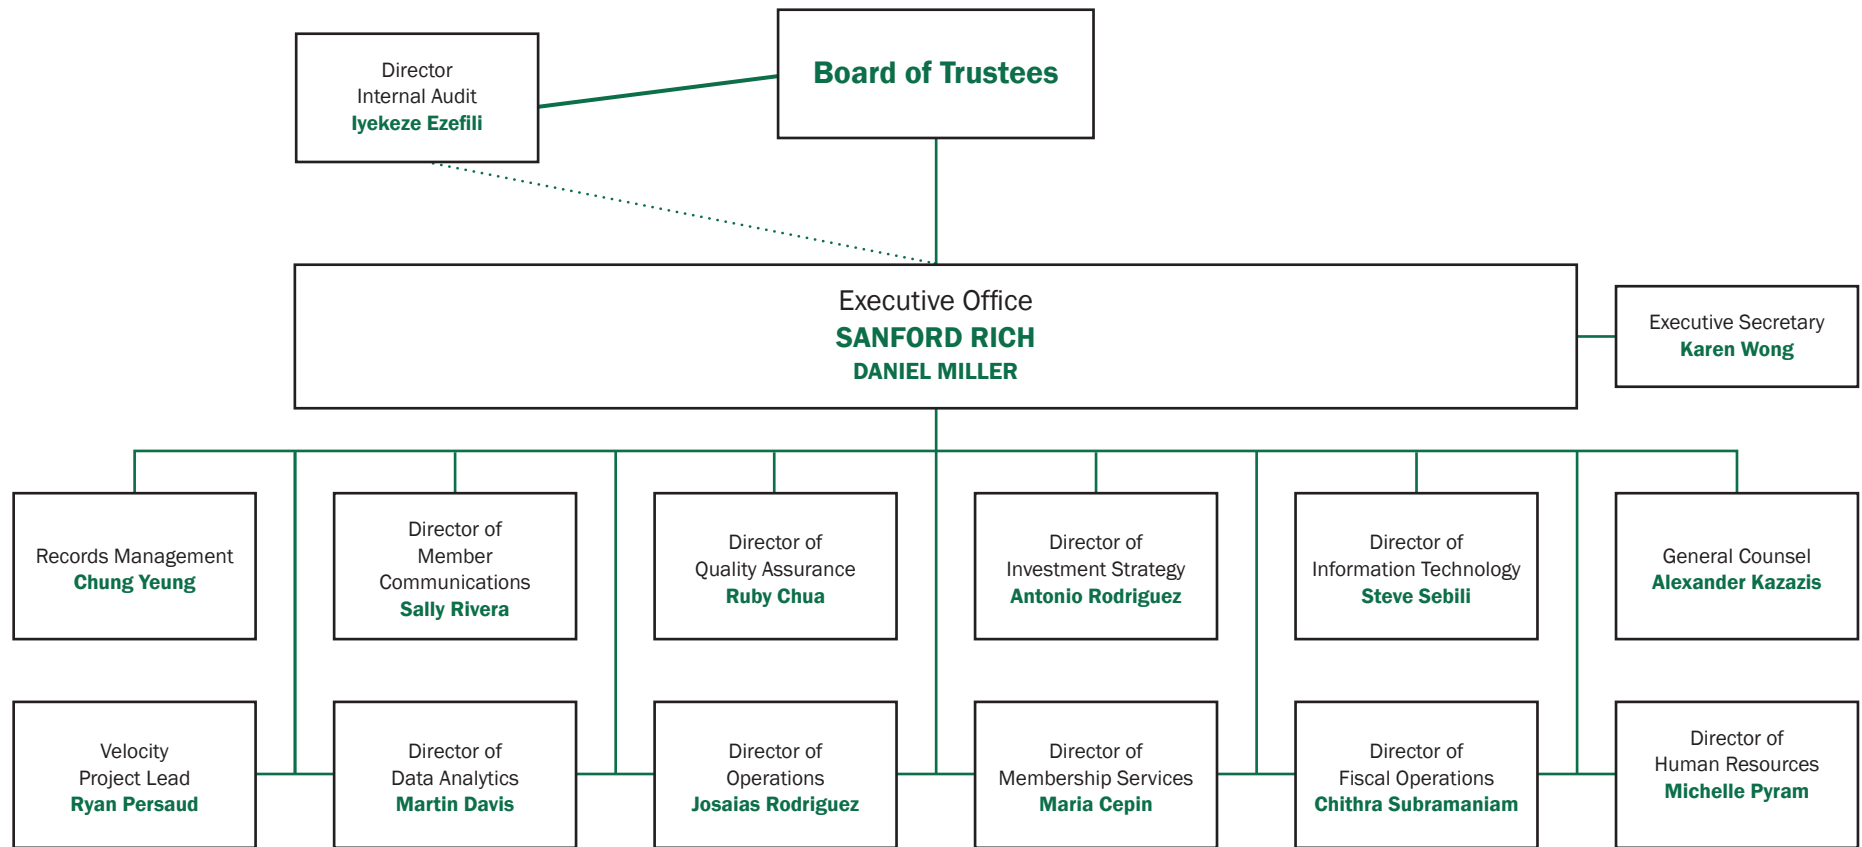 Board of Trustees
Director
Internal Audit
Iyekeze Ezefili
Executive Office
SANFORD RICH
DANIEL MILLER
Executive Secretary
Karen Wong
Records Management
Chung Yeung
Director of
Member
Communications
Sally Rivera
Director of
Quality Assurance
Ruby Chua
Director of
Investment Strategy
Antonio Rodriguez
Director of
Information Technology
Steve Sebili
General Counsel
Alexander Kazazis
Velocity
Project Lead
Ryan Persaud
Director of
Data Analytics
Martin Davis
Director of
Operations
Josaias Rodriguez
Director of
Membership Services
Maria Cepin
Director of
Fiscal Operations
Chithra Subramaniam
Director of
Human Resources
Michelle Pyram